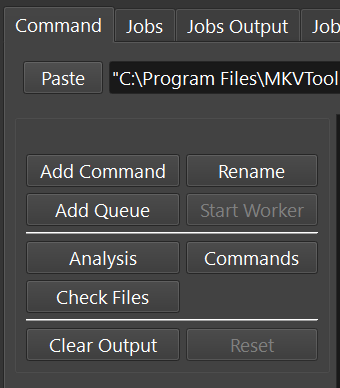 Command Jobs Jobs Output Job
Paste "C:\Program Files\MKVTool
Add Command Rename
Add Queue Start Worker
Analysis Commands
Check Files
Clear Output Reset